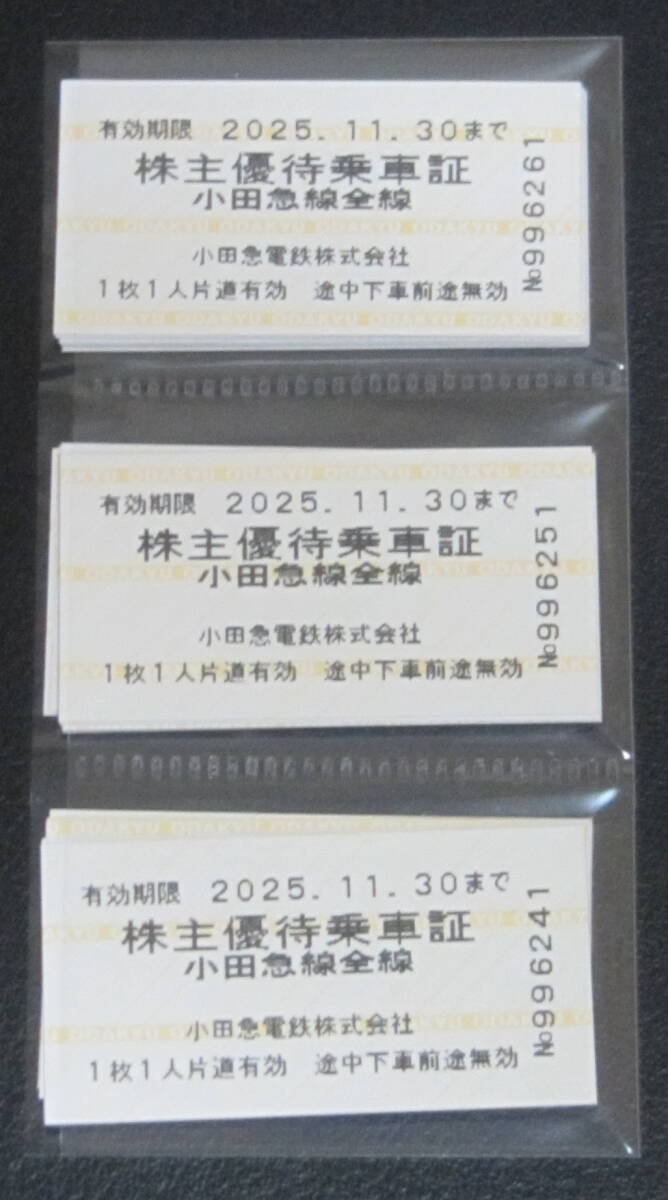 有効期限 2025.11.30まで
株主優待乗車証
小田急線全線
小田急電鉄株式会社
1枚1人片道有効 途中下車前途無効
№996261
有効期限 2025.11.30まで
株主優待乗車証
小田急線全線
小田急電鉄株式会社
1枚1人片道有効 途中下車前途無効
№996251
有効期限 2025.11.30まで
株主優待乗車証
小田急線全線
小田急電鉄株式会社
1枚1人片道有効 途中下車前途無効
№996241